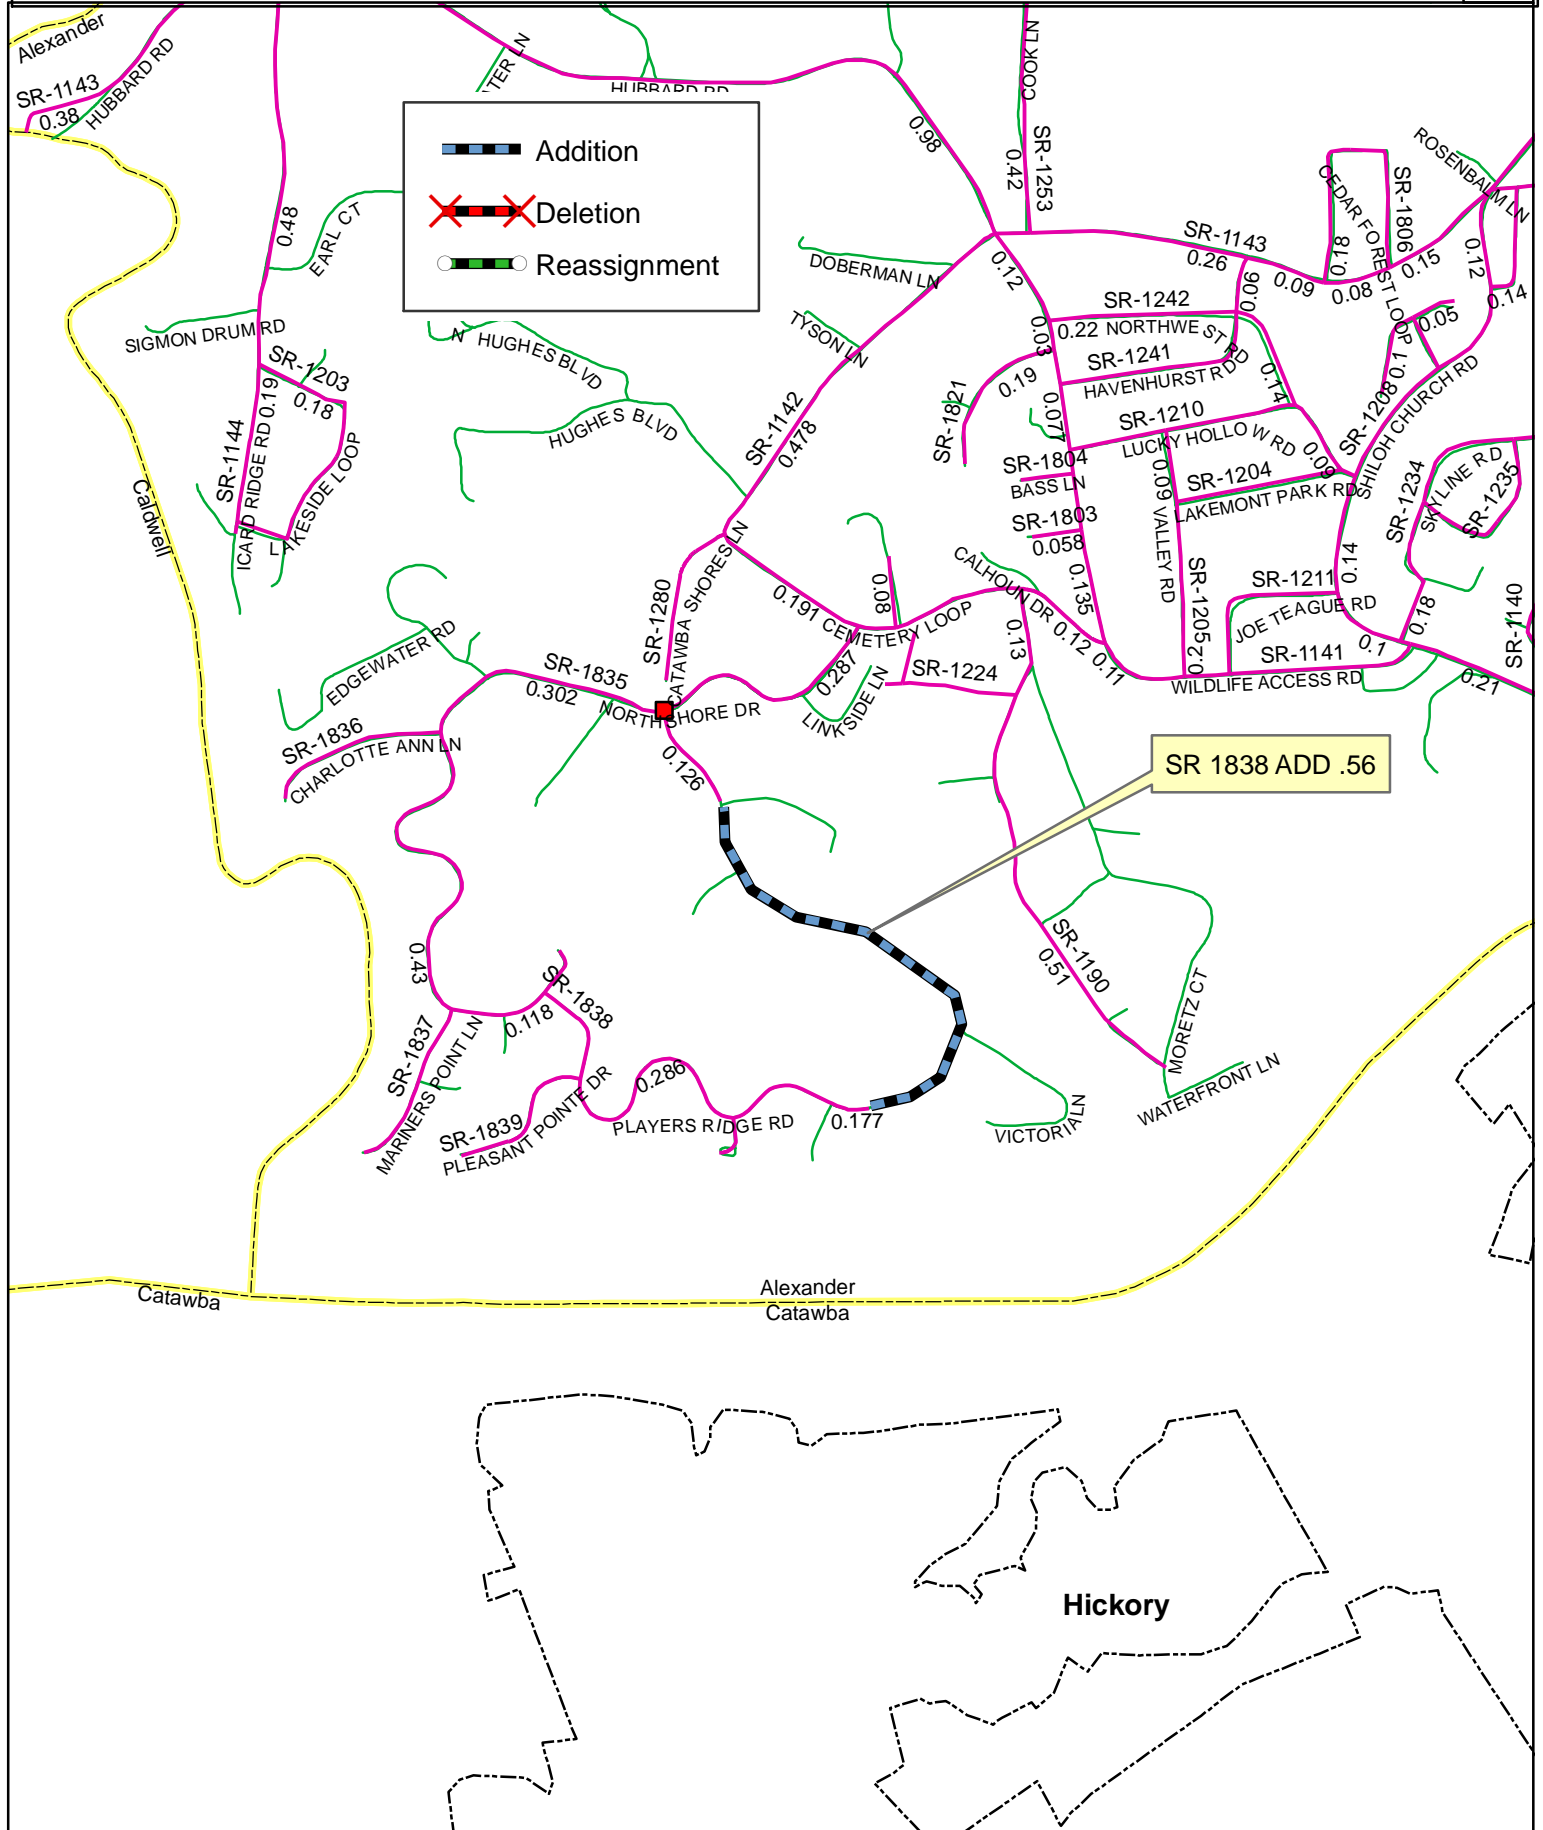 Alexander
SR-1143
0.38
HUBBARD RD
TER LN
HUBBARD RD
COOK LN
0.98
0.42
SR-1253
Addition
Deletion
Reassignment
0.48
EARL CT
SIGMON DRUM RD
SR-1203
0.18
SR-1144
ICARD RIDGE RD
0.19
LAKESIDE LOOP
Caldwell
N HUGHES BLVD
HUGHES BLVD
DOBERMAN LN
TYSON LN
SR-1142
0.478
0.12
SR-1143
0.26
0.09
0.08
0.15
0.18
CEDAR FOREST LOOP
SR-1806
ROSENBALM LN
0.12
0.14
0.05
0.1
0.06
SR-1242
0.22
NORTHWEST RD
0.03
SR-1241
HAVENHURST RD
0.14
0.19
SR-1821
0.077
SR-1210
LUCKY HOLLOW RD
0.09
SR-1208
SHILOH CHURCH RD
SR-1804
BASS LN
SR-1204
LAKEMONT PARK RD
0.09
VALLEY RD
SR-1803
0.058
SR-1234
SKYLINE RD
SR-1235
0.14
SR-1205
0.2
SR-1211
JOE TEAGUE RD
0.18
SR-1140
SR-1141
0.1
WILDLIFE ACCESS RD
0.21
0.135
CALHOUN DR
0.12
0.11
0.13
0.08
0.191
CEMETERY LOOP
SR-1280
CATAWBA SHORES LN
0.287
LINKSIDE LN
SR-1224
EDGEWATER RD
SR-1835
0.302
NORTH SHORE DR
SR-1836
CHARLOTTE ANN LN
0.126
SR 1838 ADD .56
0.43
SR-1190
0.51
SR-1838
0.118
SR-1837
MARINERS POINT LN
MORETZ CT
WATERFRONT LN
0.286
SR-1839
PLEASANT POINTE DR
PLAYERS RIDGE RD
0.177
VICTORIA LN
Catawba
Alexander
Catawba
Hickory